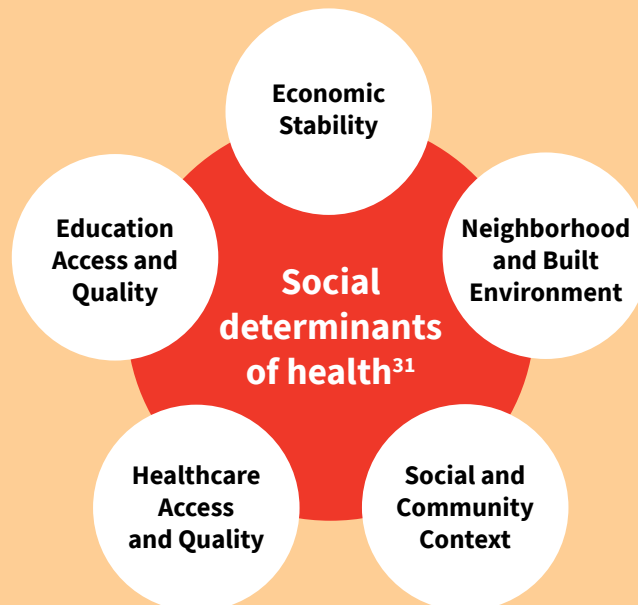 Economic
Stability
Education
Access and
Quality
Neighborhood
and Built
Environment
Social
determinants
of health³¹
Healthcare
Access
and Quality
Social and
Community
Context